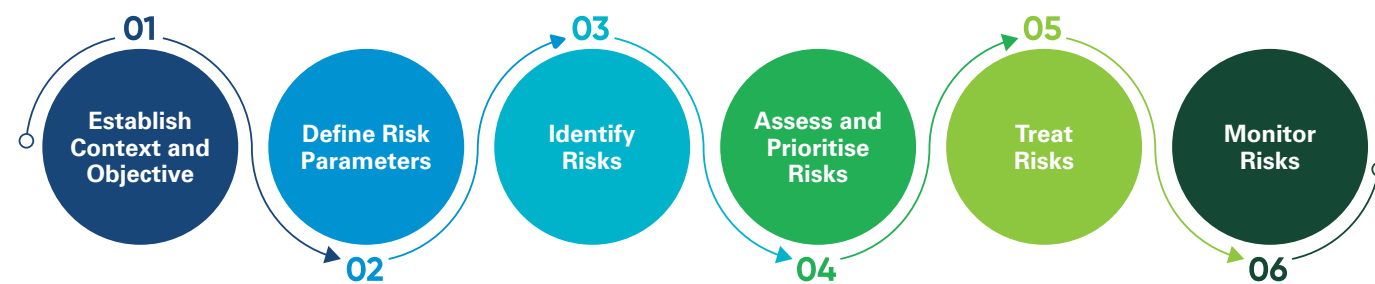 01
Establish
Context and
Objective
02
Define Risk
Parameters
03
Identify
Risks
04
Assess and
Prioritise
Risks
05
Treat
Risks
06
Monitor
Risks